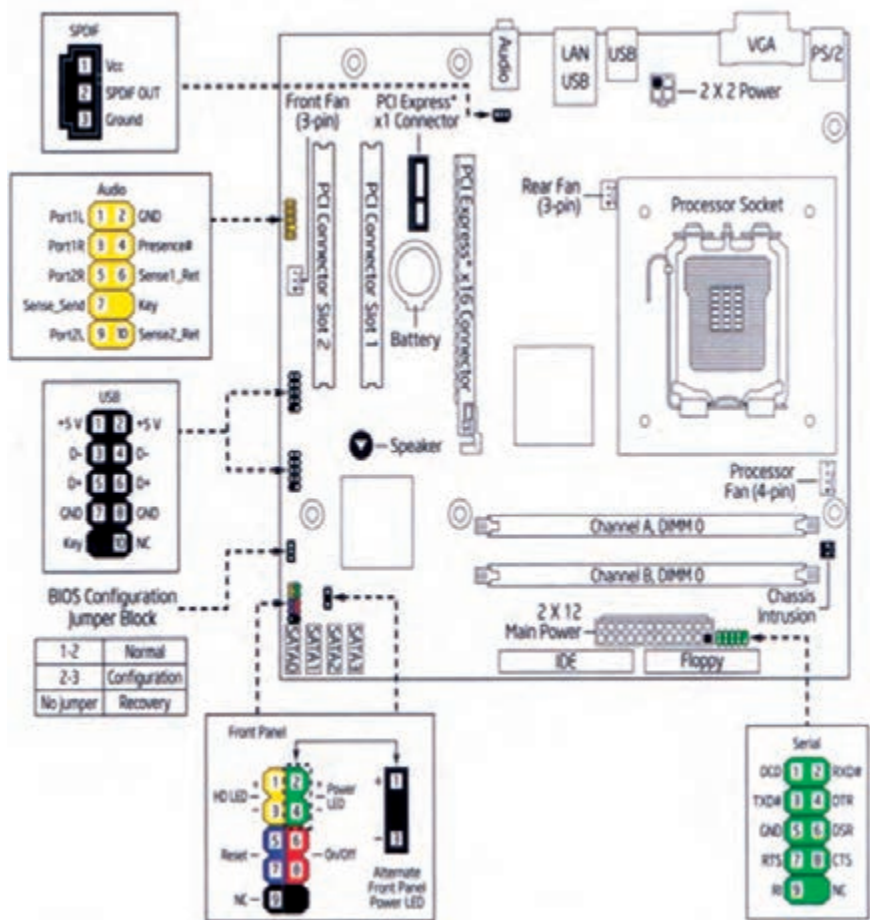 SPDIF
1 Vcc
2 SPDIF OUT
3 Ground
Audio
Port1L 1 2 GND
Port1R 3 4 Presence#
Port2R 5 6 Sense1_Ret
Sense_Send 7 Key
Port2L 9 10 Sense2_Ret
USB
+5 V 1 2 +5 V
D- 3 4 D-
D+ 5 6 D+
GND 7 8 GND
Key 10 NC
BIOS Configuration
Jumper Block
1-2 Normal
2-3 Configuration
No jumper Recovery
Audio
LAN
USB
USB
VGA
PS/2
Front Fan
(3-pin)
PCI Express*
x1 Connector
2 X 2 Power
Rear Fan
(3-pin)
Processor Socket
PCI Connector Slot 2
PCI Connector Slot 1
PCI Express* x16 Connector
Battery
Speaker
Processor
Fan (4-pin)
Channel A, DIMM 0
Channel B, DIMM 0
Chassis
Intrusion
2 X 12
Main Power
IDE
Floppy
SATA0
SATA1
SATA2
SATA3
Front Panel
+ 1 2 +
HD LED Power
LED
- 3 4 -
Reset 5 6 On/Off
7 8
NC 9
+ 1
- 3
Alternate
Front Panel
Power LED
Serial
DCD 1 2 RXD#
TXD# 3 4 DTR
GND 5 6 DSR
RTS 7 8 CTS
RI 9 NC